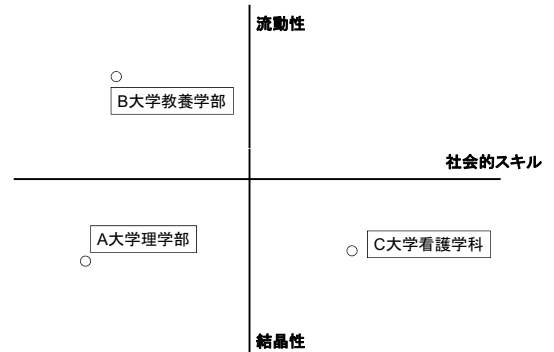 流動性
B大学教養学部
社会的スキル
A大学理学部
C大学看護学科
結晶性